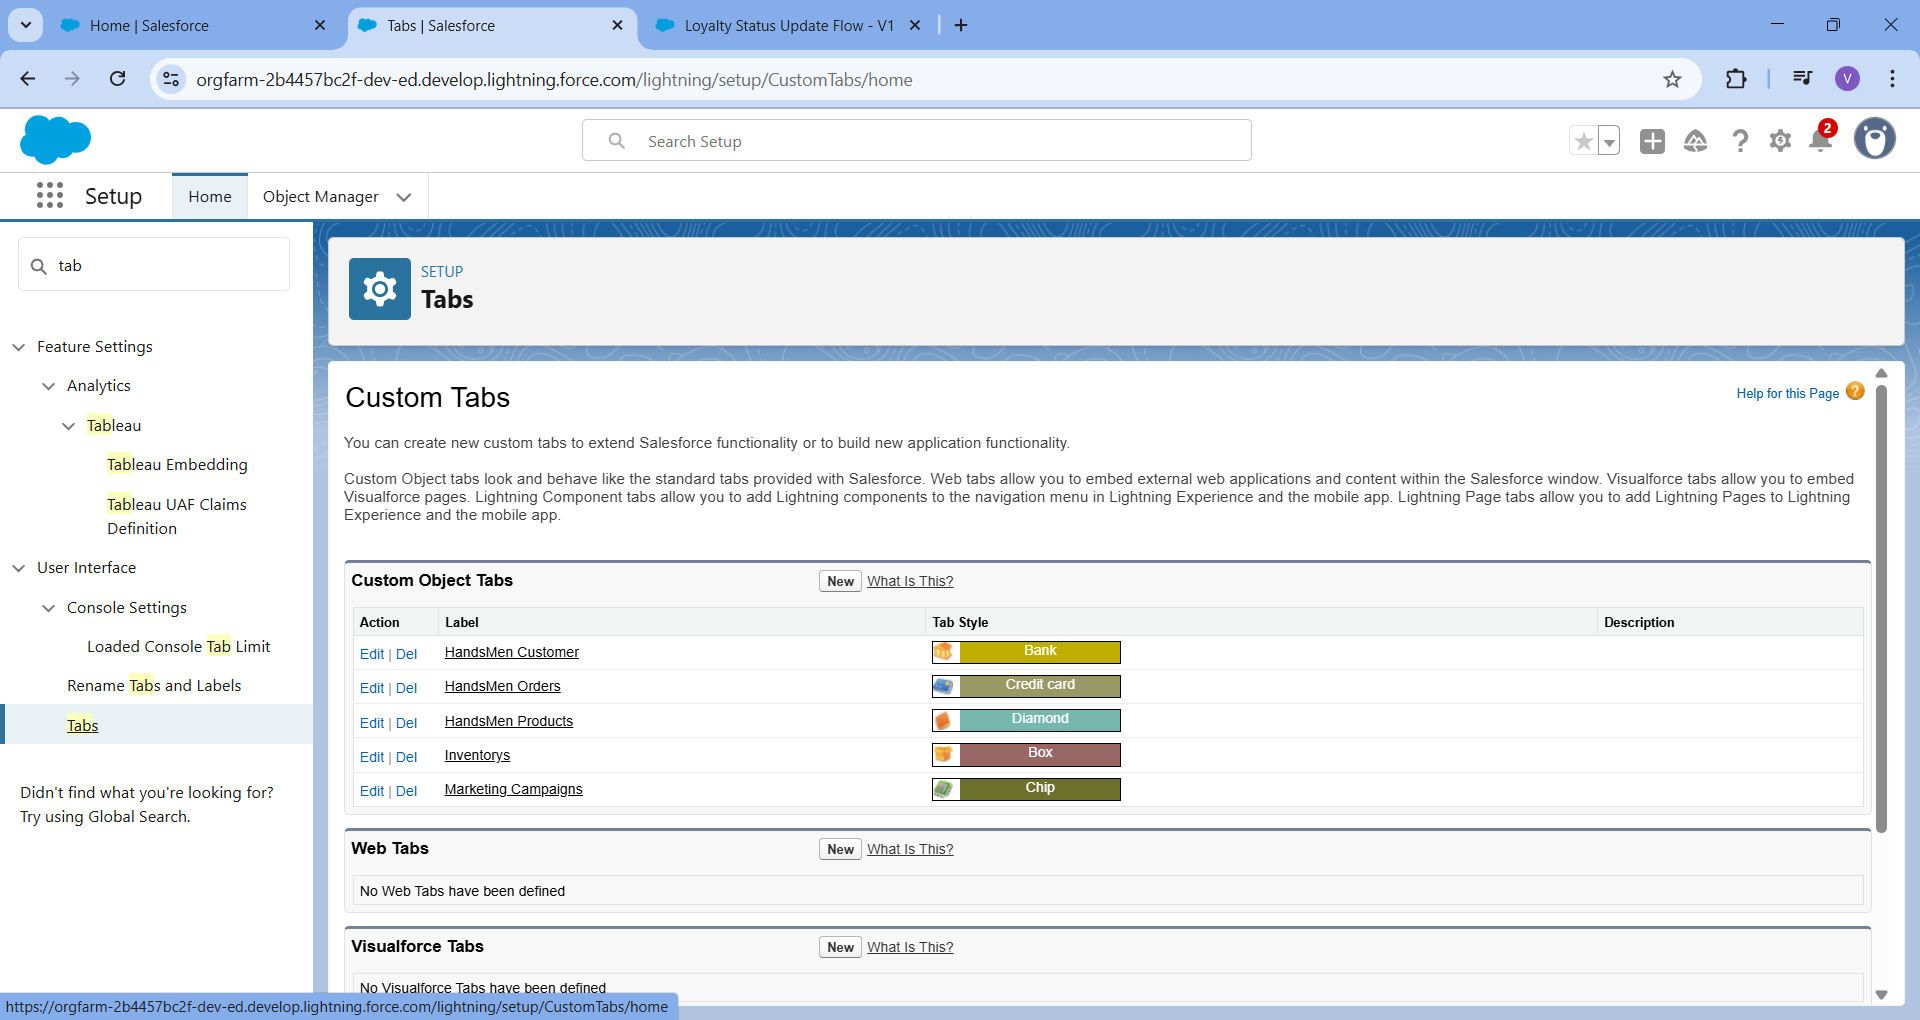 Home | Salesforce
Tabs | Salesforce
Loyalty Status Update Flow - V1
orgfarm-2b4457bc2f-dev-ed.develop.lightning.force.com/lightning/setup/CustomTabs/home
V
Search Setup
2
Setup
Home
Object Manager
tab
Feature Settings
Analytics
Tableau
Tableau Embedding
Tableau UAF Claims
Definition
User Interface
Console Settings
Loaded Console Tab Limit
Rename Tabs and Labels
Tabs
Didn't find what you're looking for?
Try using Global Search.
SETUP
Tabs
Custom Tabs
Help for this Page ?
You can create new custom tabs to extend Salesforce functionality or to build new application functionality.
Custom Object tabs look and behave like the standard tabs provided with Salesforce. Web tabs allow you to embed external web applications and content within the Salesforce window. Visualforce tabs allow you to embed
Visualforce pages. Lightning Component tabs allow you to add Lightning components to the navigation menu in Lightning Experience and the mobile app. Lightning Page tabs allow you to add Lightning Pages to Lightning
Experience and the mobile app.
Custom Object Tabs New What Is This?
Action Label Tab Style Description
Edit | Del HandsMen Customer Bank
Edit | Del HandsMen Orders Credit card
Edit | Del HandsMen Products Diamond
Edit | Del Inventorys Box
Edit | Del Marketing Campaigns Chip
Web Tabs New What Is This?
No Web Tabs have been defined
Visualforce Tabs New What Is This?
No Visualforce Tabs have been defined
https://orgfarm-2b4457bc2f-dev-ed.develop.lightning.force.com/lightning/setup/CustomTabs/home